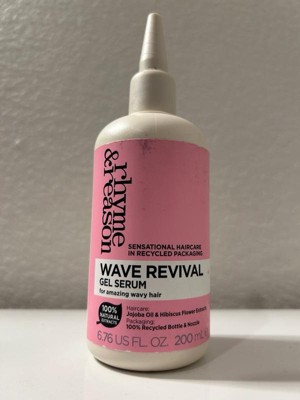 rhyme
&reason
SENSATIONAL HAIRCARE
IN RECYCLED PACKAGING
WAVE REVIVAL
GEL SERUM
for amazing wavy hair
100%
NATURAL
EXTRACTS
Haircare:
Jojoba Oil & Hibiscus Flower Extracts
Packaging:
100% Recycled Bottle & Nozzle
6.76 US FL. OZ. 200 mL